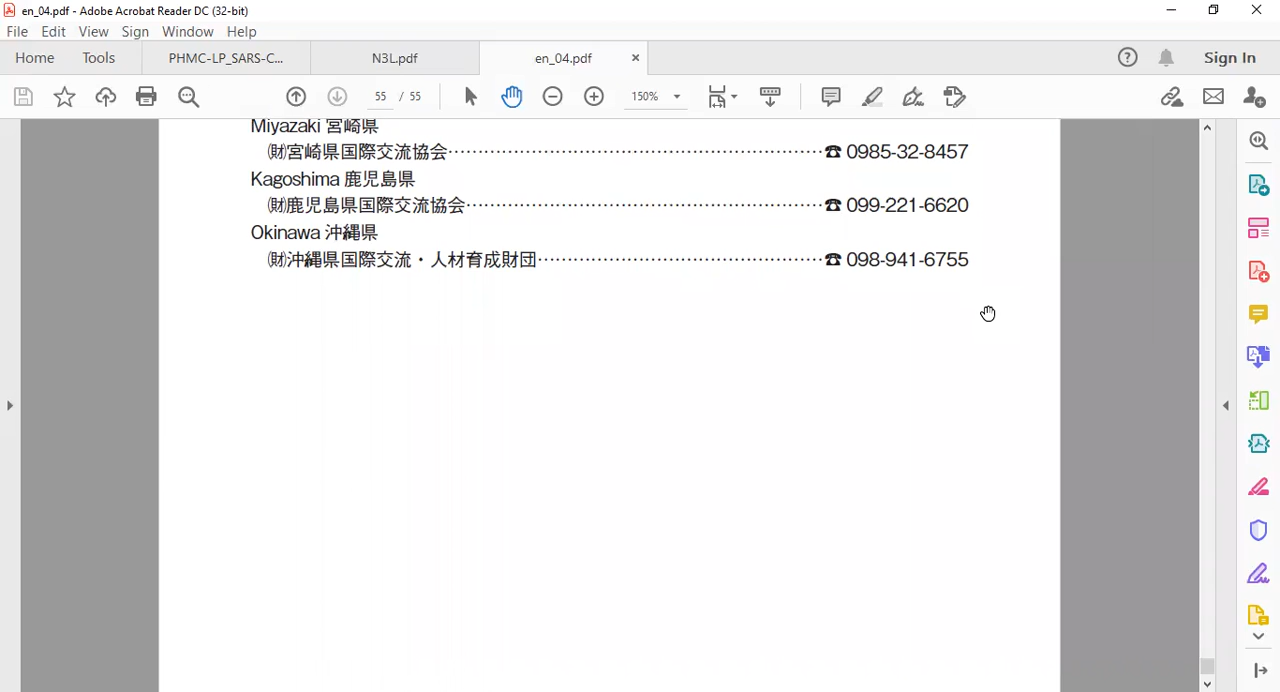 en_04.pdf - Adobe Acrobat Reader DC (32-bit)
File Edit View Sign Window Help
Home Tools PHMC-LP_SARS-C... N3L.pdf en_04.pdf Sign In
55 / 55 150%
Miyazaki 宮崎県
㈶宮崎県国際交流協会……………………………………………………☎ 0985-32-8457
Kagoshima 鹿児島県
㈶鹿児島県国際交流協会…………………………………………………☎ 099-221-6620
Okinawa 沖縄県
㈶沖縄県国際交流・人材育成財団………………………………………☎ 098-941-6755